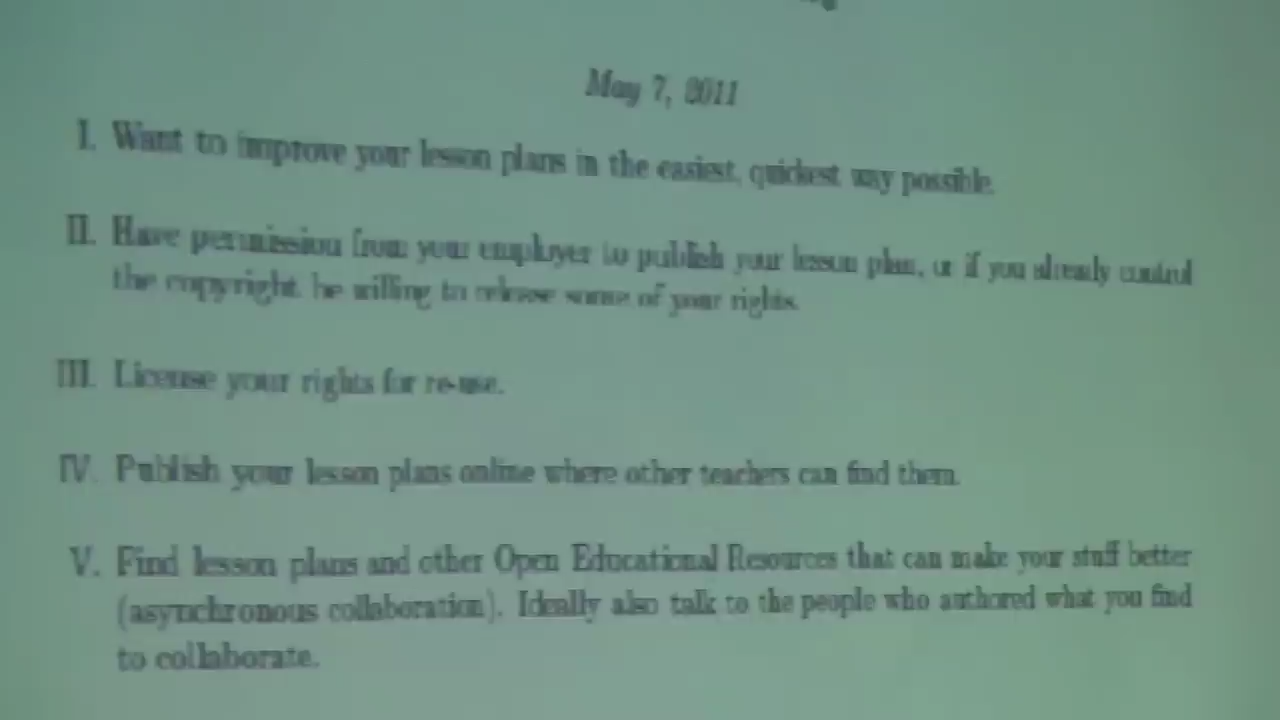 May 7, 2011
I. Want to improve your lesson plans in the easiest, quickest way possible.
II. Have permission from your employer to publish your lesson plan, or if you already control
the copyright, be willing to release some of your rights.
III. License your rights for re-use.
IV. Publish your lesson plans online where other teachers can find them.
V. Find lesson plans and other Open Educational Resources that can make your stuff better
(asynchronous collaboration). Ideally also talk to the people who authored what you find
to collaborate.